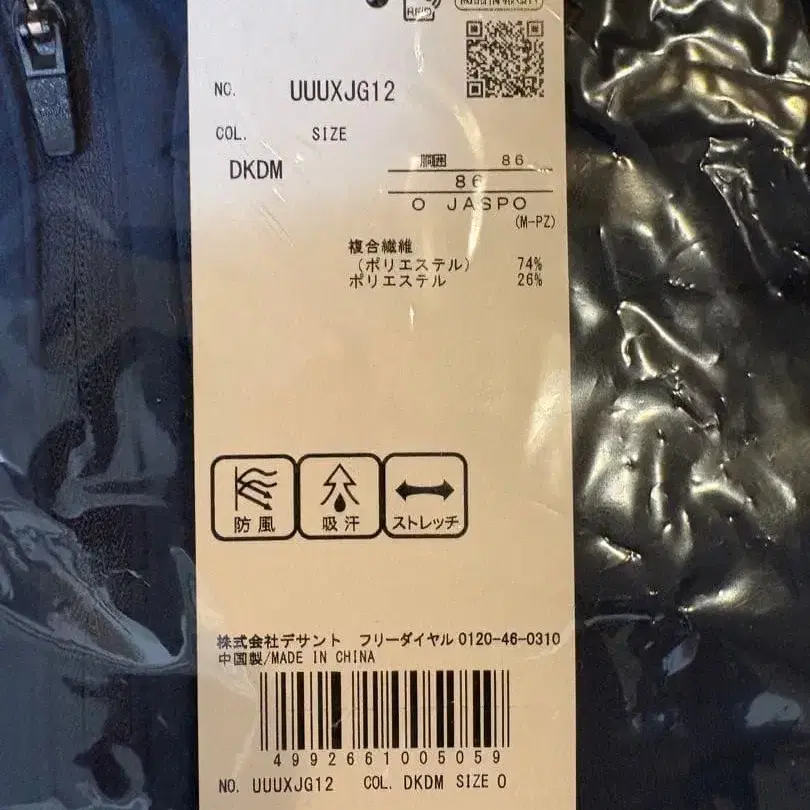 RFID
NO. UUUXJG12
COL. SIZE
DKDM
胴囲 86
86
O JASPO
(M-PZ)
複合繊維
(ポリエステル) 74%
ポリエステル 26%
防風 吸汗 ストレッチ
株式会社デサント フリーダイヤル 0120-46-0310
中国製/MADE IN CHINA
4992661005059
NO. UUUXJG12 COL. DKDM SIZE O